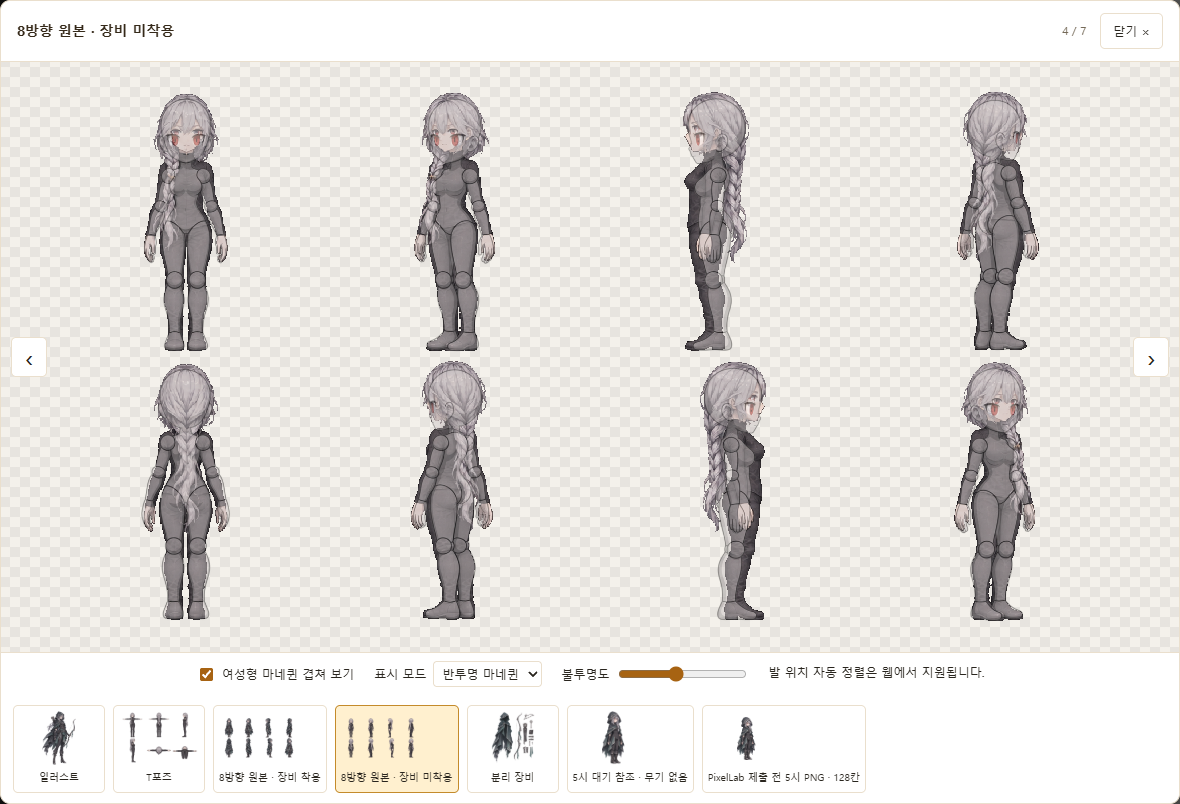 8방향 원본 · 장비 미착용
4 / 7
닫기 ×
‹
›
여성형 마네퀸 겹쳐 보기
표시 모드
반투명 마네퀸
불투명도
발 위치 자동 정렬은 웹에서 지원됩니다.
일러스트
T포즈
8방향 원본 · 장비 착용
8방향 원본 · 장비 미착용
분리 장비
5시 대기 참조 · 무기 없음
PixelLab 제출 전 5시 PNG · 128칸